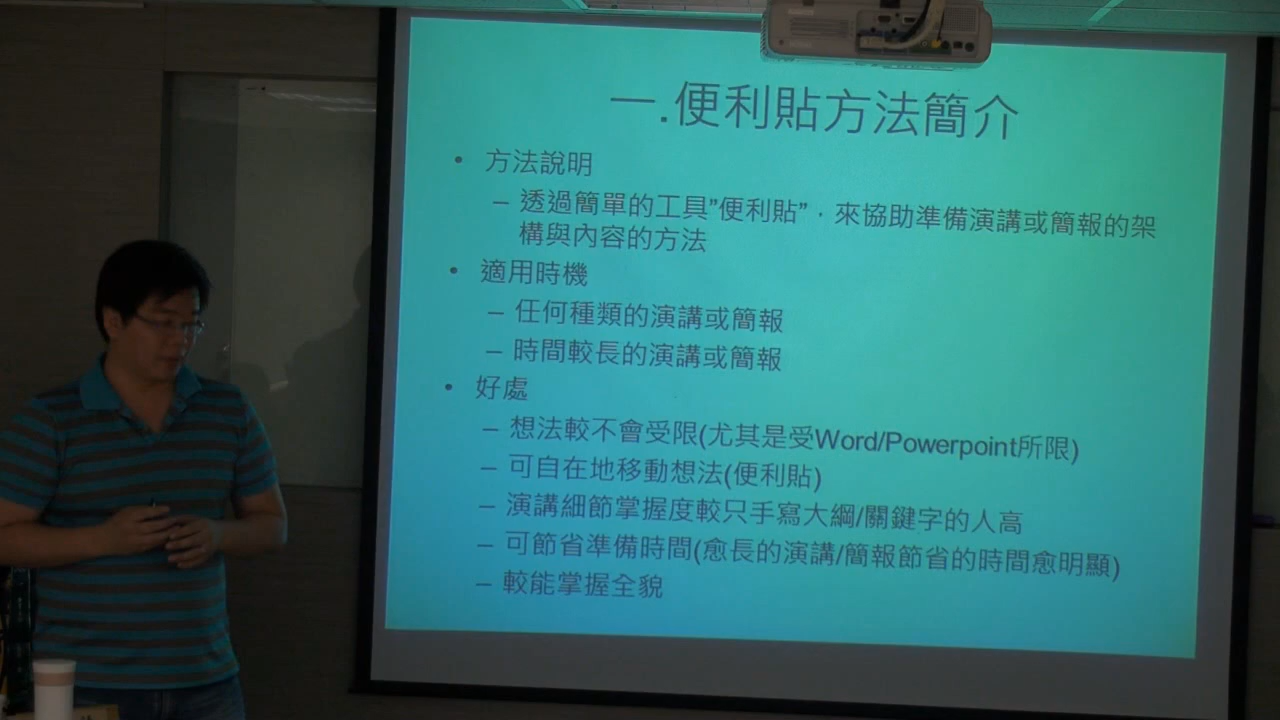 一.便利貼方法簡介
• 方法說明
– 透過簡單的工具”便利貼”，來協助準備演講或簡報的架
構與內容的方法
• 適用時機
– 任何種類的演講或簡報
– 時間較長的演講或簡報
• 好處
– 想法較不會受限(尤其是受Word/Powerpoint所限)
– 可自在地移動想法(便利貼)
– 演講細節掌握度較只手寫大綱/關鍵字的人高
– 可節省準備時間(愈長的演講/簡報節省的時間愈明顯)
– 較能掌握全貌